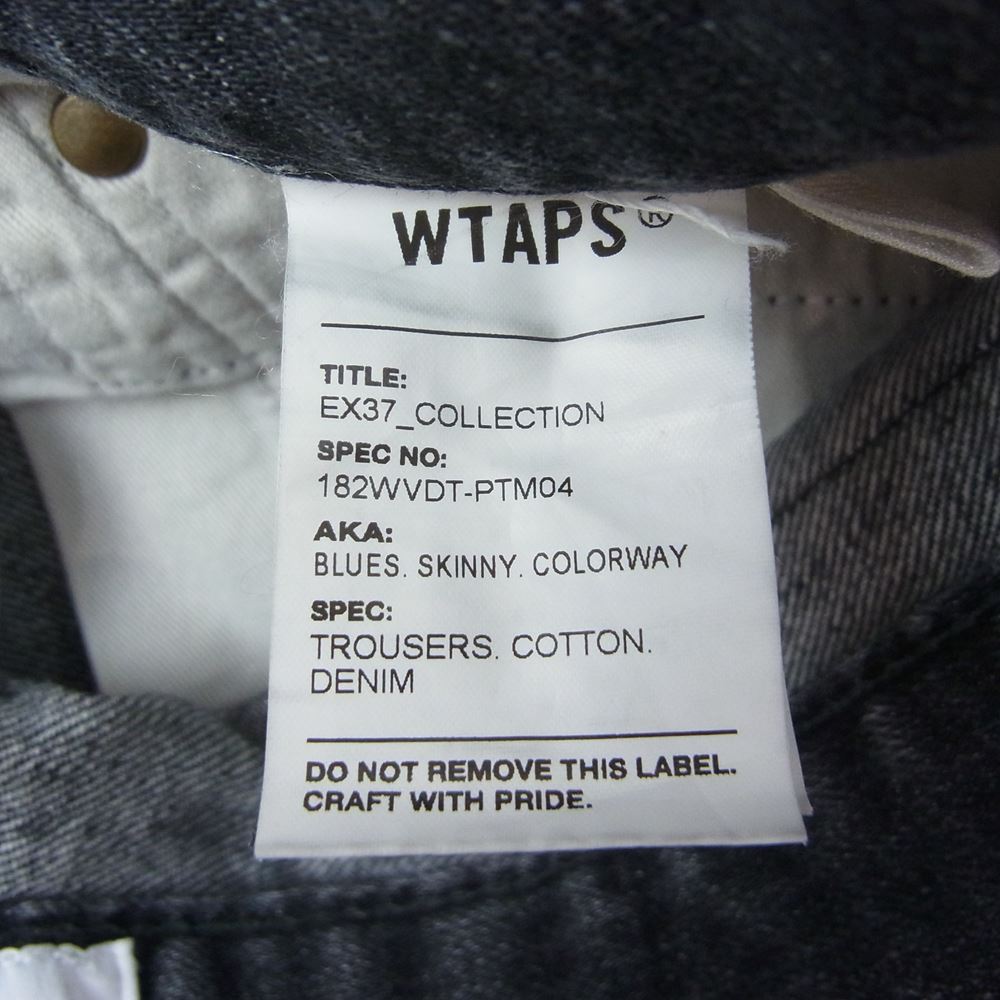 WTAPS®
TITLE:
EX37_COLLECTION
SPEC NO:
182WVDT-PTM04
AKA:
BLUES. SKINNY. COLORWAY
SPEC:
TROUSERS. COTTON.
DENIM
DO NOT REMOVE THIS LABEL.
CRAFT WITH PRIDE.